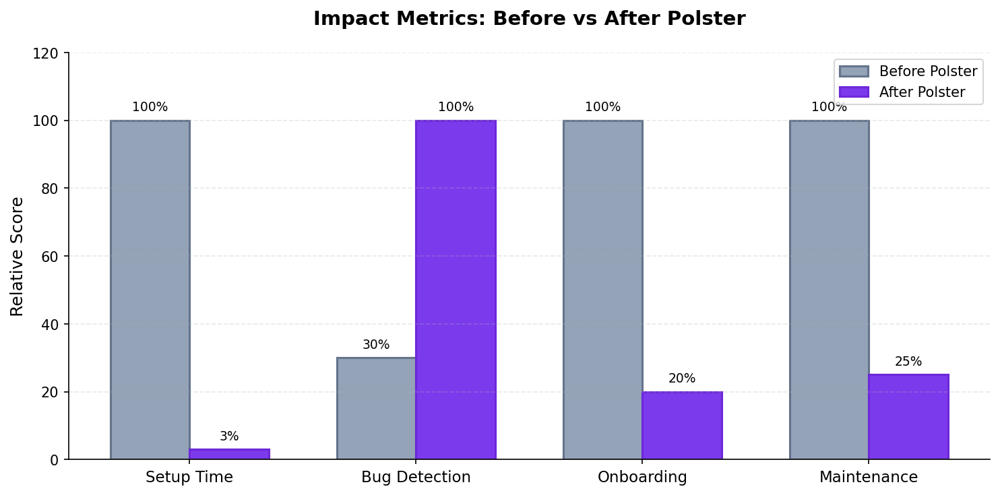 Impact Metrics: Before vs After Polster
Relative Score
120
100
80
60
40
20
0
Before Polster
After Polster
100%
3%
30%
100%
100%
20%
100%
25%
Setup Time
Bug Detection
Onboarding
Maintenance